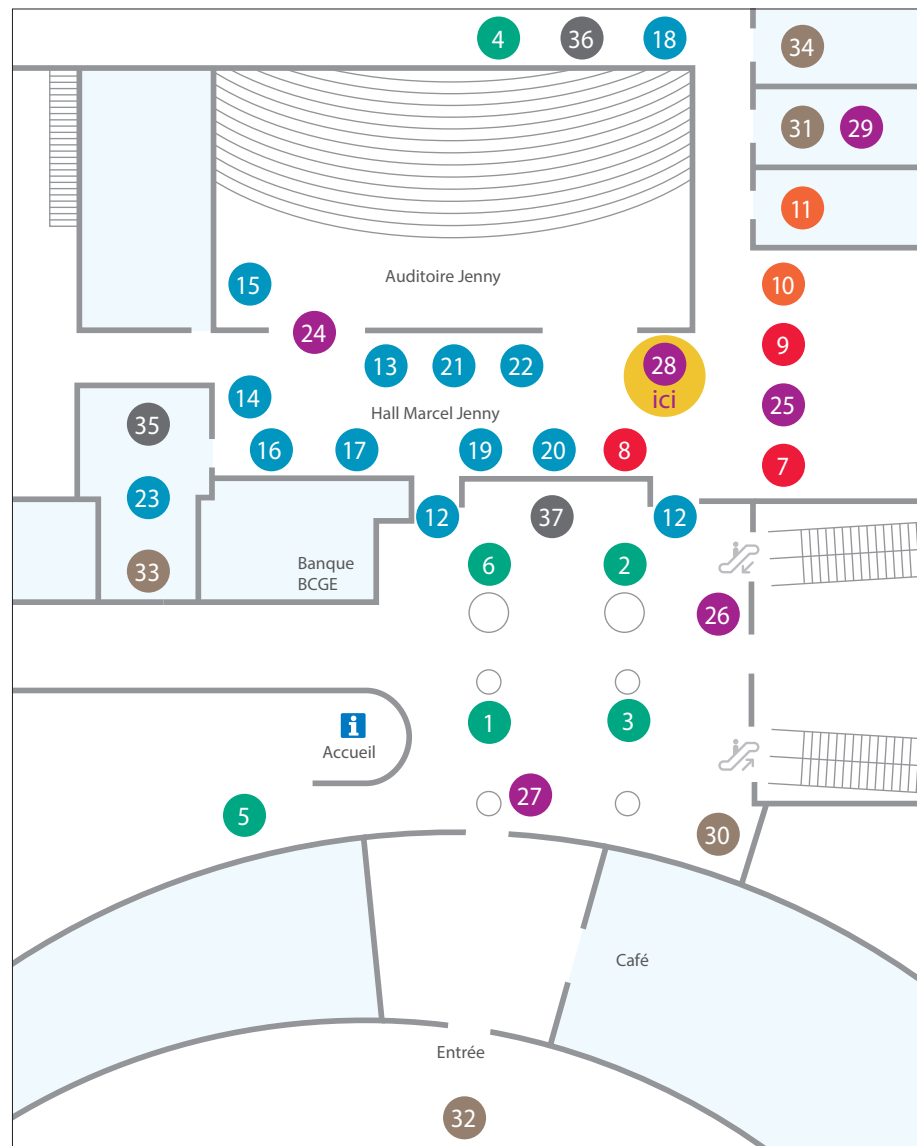 4 36 18 34
31 29
11
Auditoire Jenny
15 10
24 9
13 21 22 28
ici
14 25
Hall Marcel Jenny
35
16 17 19 20 8 7
23
12 37 12
Banque
BCGE
6 2
33
26
1 3
i
Accueil
27
5
30
Café
Entrée
32